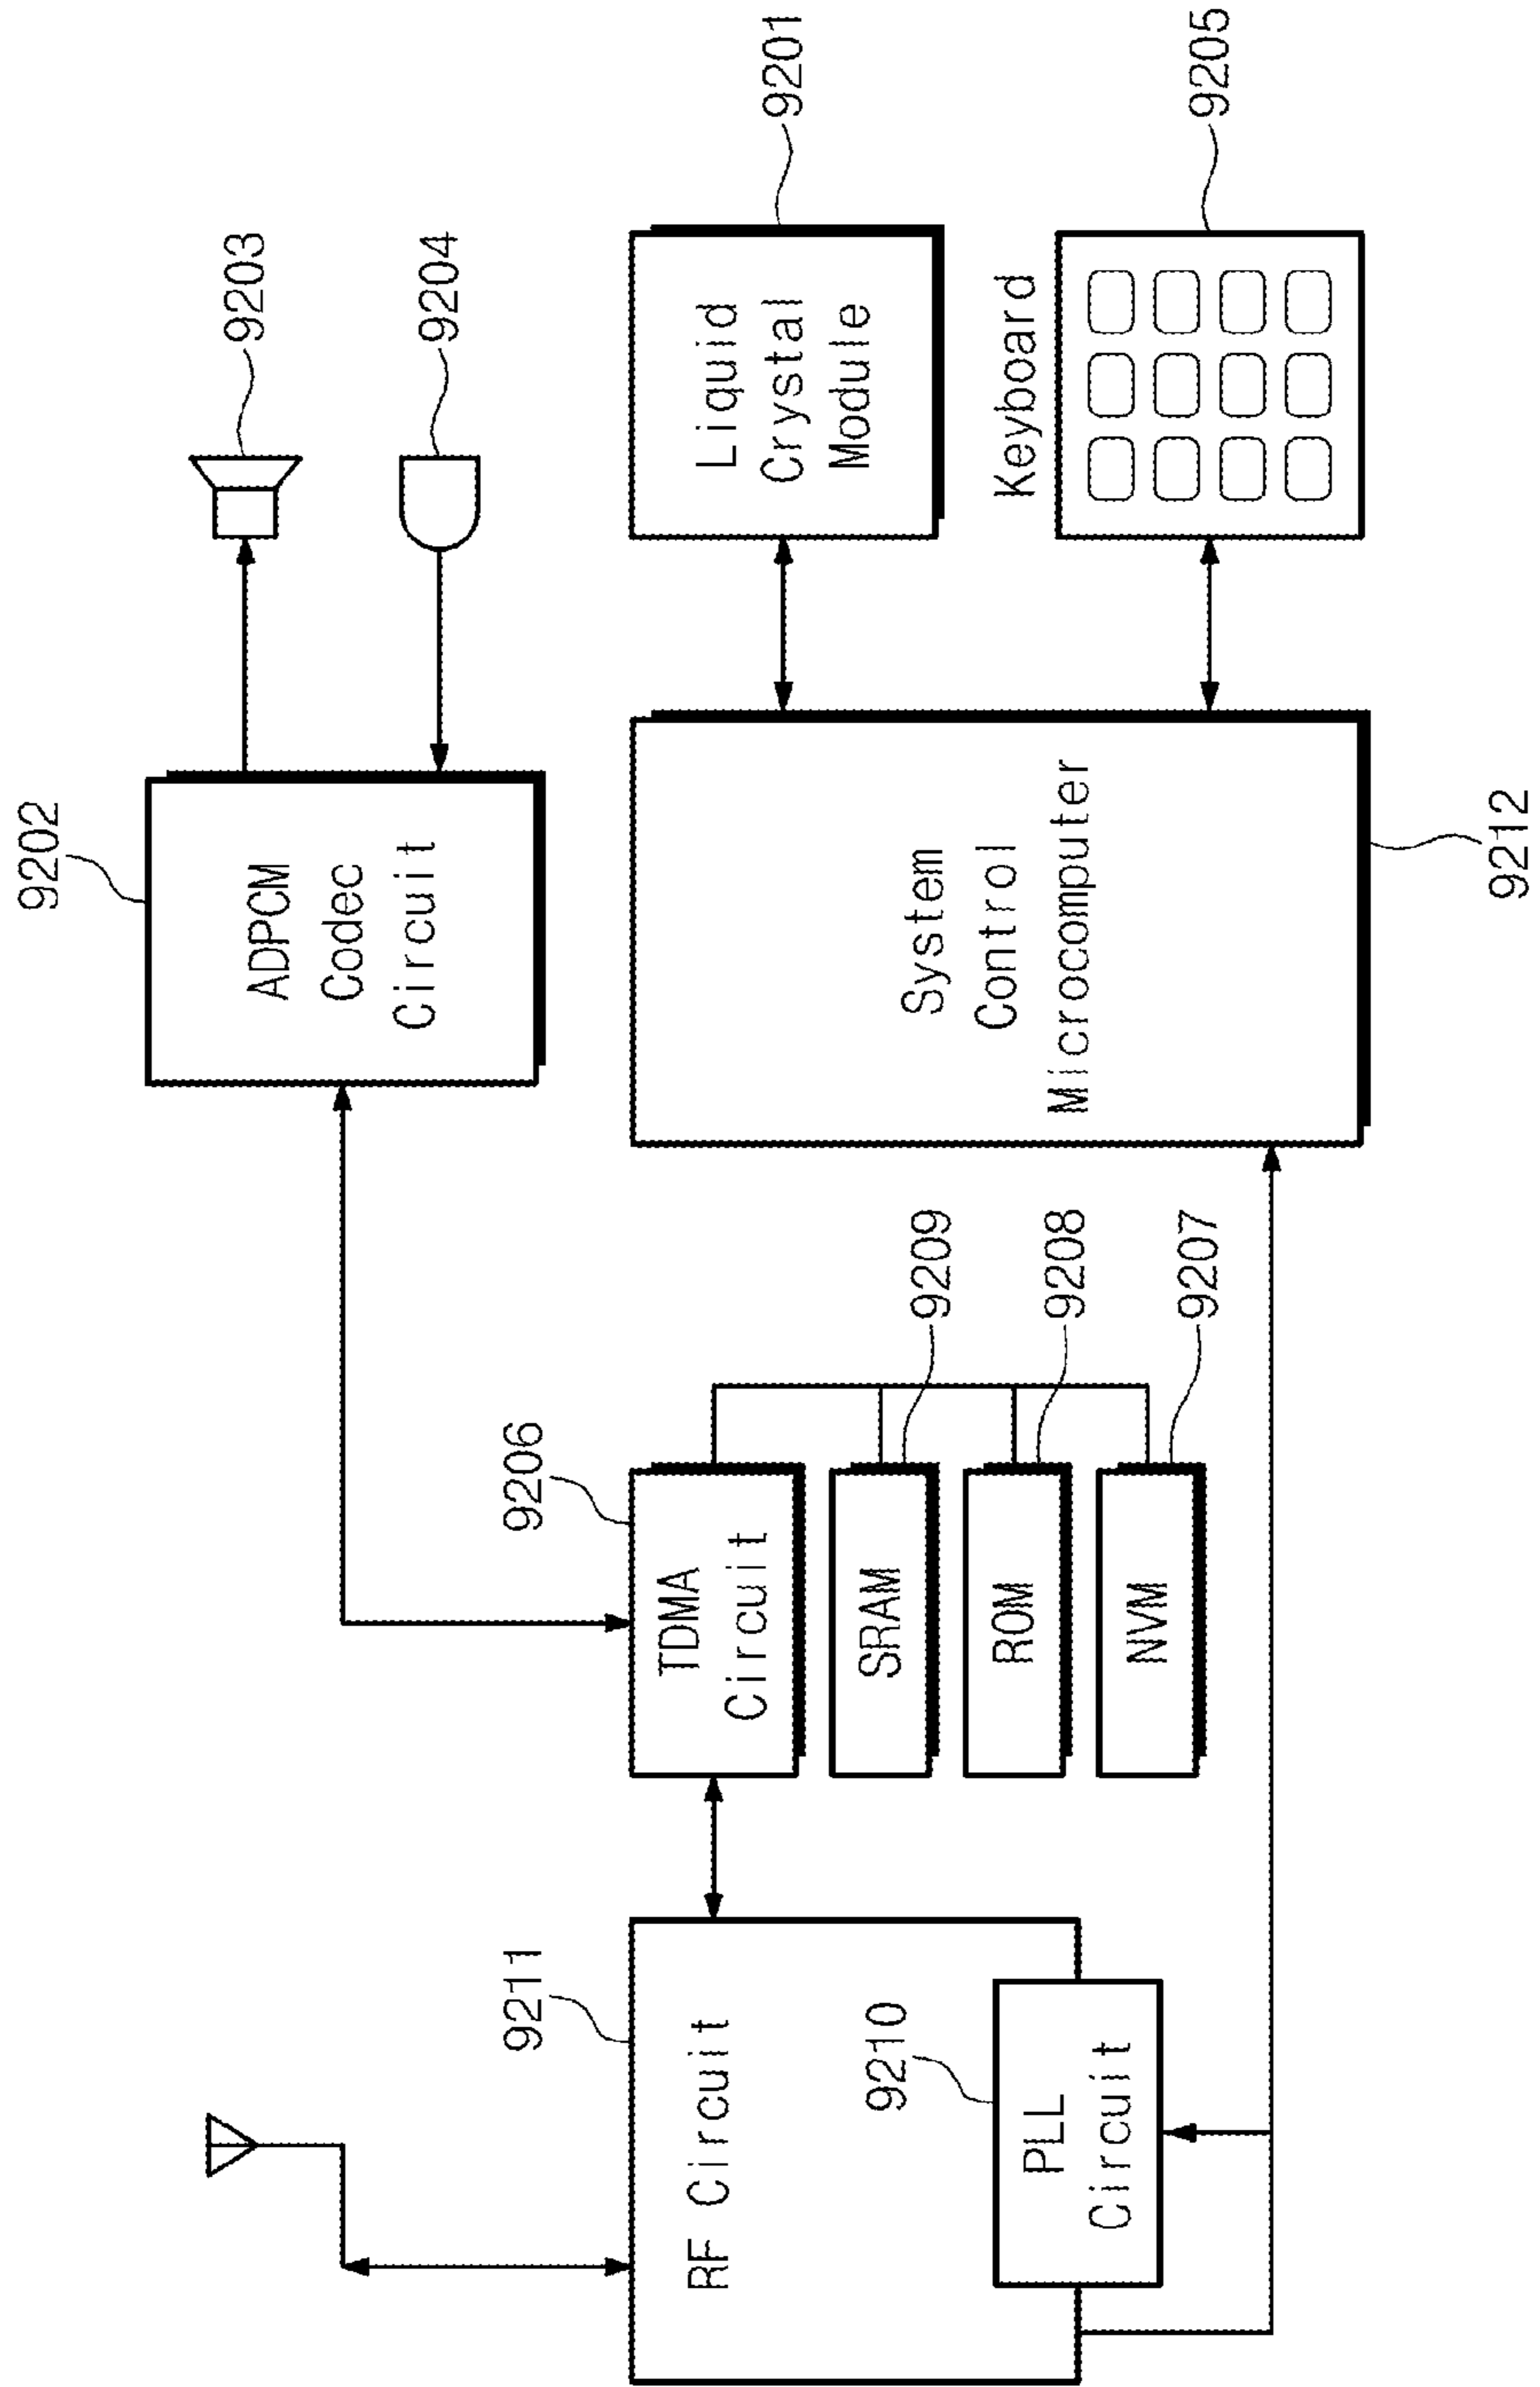 9202
ADPCM
Codec
Circuit
9203
9204
9211
RF Circuit
9210
PLL
Circuit
9206
TDMA
Circuit
SRAM
9209
ROM
9208
NVM
9207
System
Control
Microcomputer
9212
Liquid
Crystal
Module
9201
Keyboard
9205